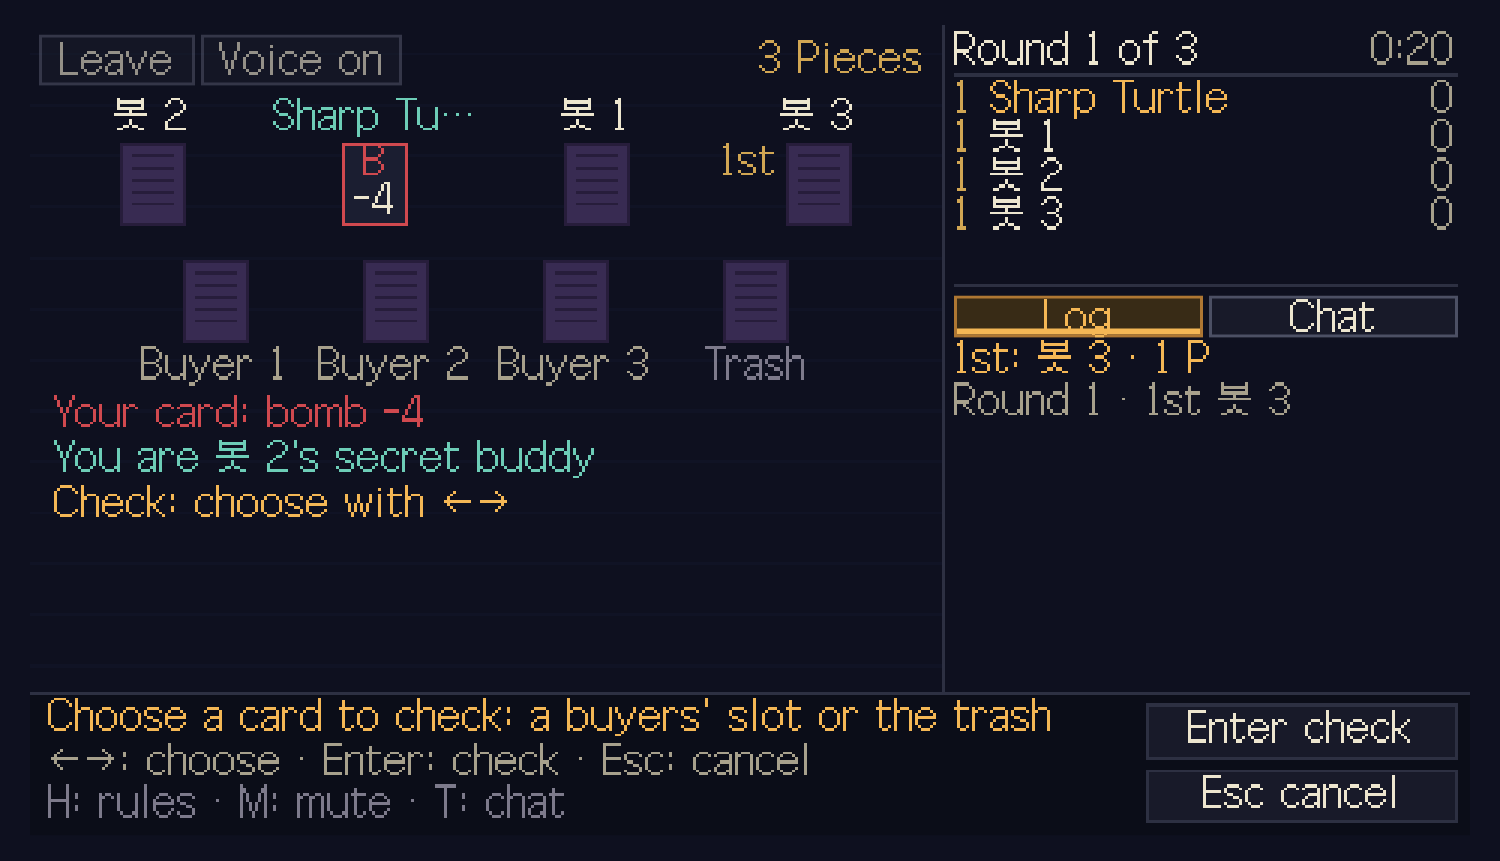 Leave Voice on 3 Pieces
봇 2 Sharp Tu… 봇 1 봇 3
B 1st
-4
Buyer 1 Buyer 2 Buyer 3 Trash
Your card: bomb -4
You are 봇 2's secret buddy
Check: choose with ←→
Round 1 of 3 0:20
1 Sharp Turtle 0
1 봇 1 0
1 봇 2 0
1 봇 3 0
Log Chat
1st: 봇 3 · 1 P
Round 1 · 1st 봇 3
Choose a card to check: a buyers' slot or the trash
←→: choose · Enter: check · Esc: cancel
H: rules · M: mute · T: chat
Enter check
Esc cancel